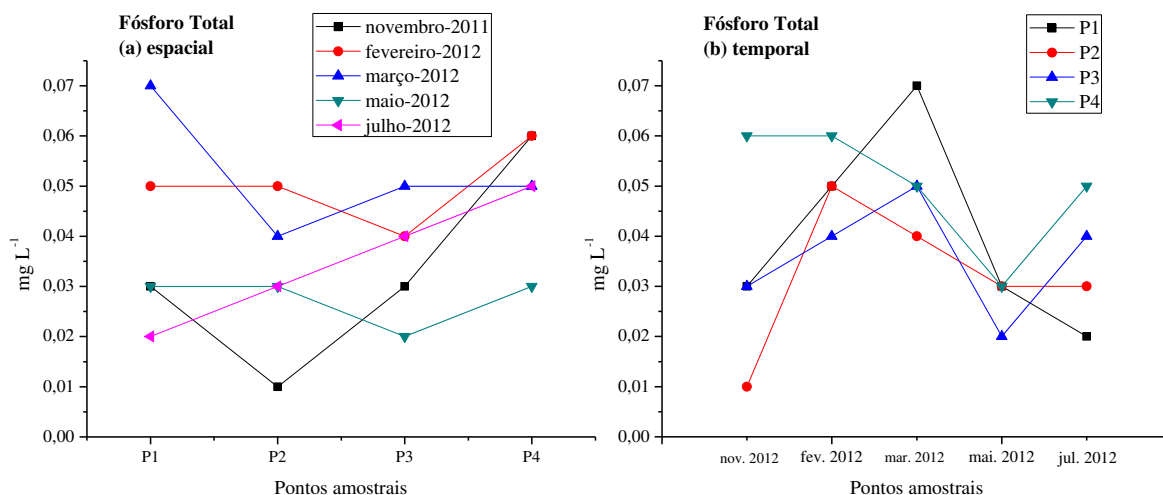 Fósforo Total
(a) espacial
novembro-2011
fevereiro-2012
março-2012
maio-2012
julho-2012
0,07
0,06
0,05
0,04
0,03
0,02
0,01
0,00
mg L⁻¹
P1 P2 P3 P4
Pontos amostrais
Fósforo Total
(b) temporal
P1
P2
P3
P4
0,07
0,06
0,05
0,04
0,03
0,02
0,01
0,00
mg L⁻¹
nov. 2012 fev. 2012 mar. 2012 mai. 2012 jul. 2012
Pontos amostrais